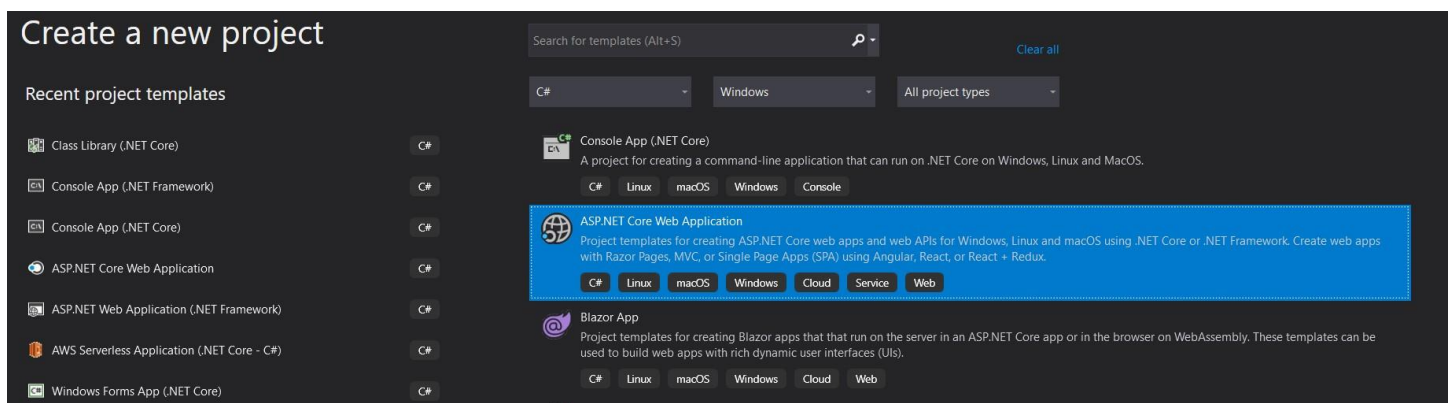 Create a new project
Recent project templates
Class Library (.NET Core) C#
Console App (.NET Framework) C#
Console App (.NET Core) C#
ASP.NET Core Web Application C#
ASP.NET Web Application (.NET Framework) C#
AWS Serverless Application (.NET Core - C#) C#
Windows Forms App (.NET Core) C#
Search for templates (Alt+S)
Clear all
C# Windows All project types
Console App (.NET Core)
A project for creating a command-line application that can run on .NET Core on Windows, Linux and MacOS.
C# Linux macOS Windows Console
ASP.NET Core Web Application
Project templates for creating ASP.NET Core web apps and web APIs for Windows, Linux and macOS using .NET Core or .NET Framework. Create web apps
with Razor Pages, MVC, or Single Page Apps (SPA) using Angular, React, or React + Redux.
C# Linux macOS Windows Cloud Service Web
Blazor App
Project templates for creating Blazor apps that that run on the server in an ASP.NET Core app or in the browser on WebAssembly. These templates can be
used to build web apps with rich dynamic user interfaces (UIs).
C# Linux macOS Windows Cloud Web